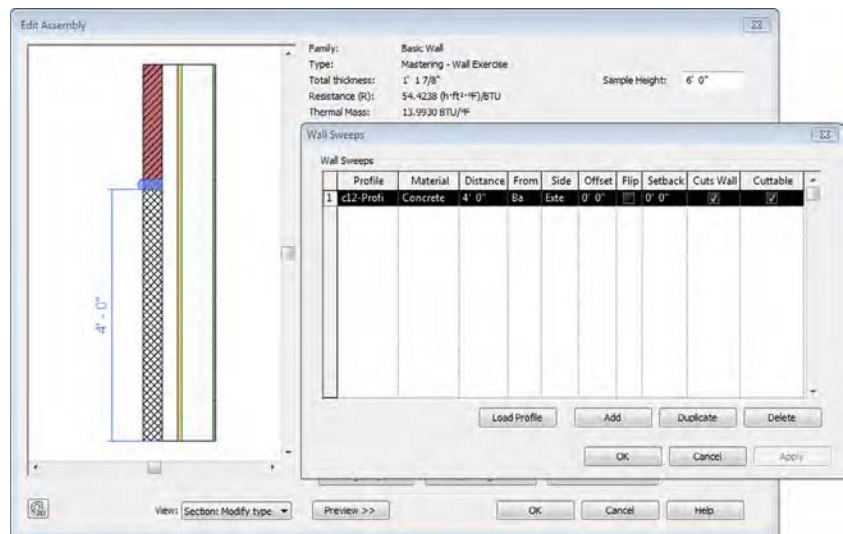 Edit Assembly
Family: Basic Wall
Type: Mastering - Wall Exercise
Total thickness: 1' 1 7/8" Sample Height: 6' 0"
Resistance (R): 54.4238 (h·ft²·°F)/BTU
Thermal Mass: 13.9930 BTU/°F
Wall Sweeps
Wall Sweeps
Profile Material Distance From Side Offset Flip Setback Cuts Wall Cuttable
1 c12-Profi Concrete 4' 0" Ba Exte 0' 0" 0' 0"
4' - 0"
Load Profile Add Duplicate Delete
OK Cancel Apply
View: Section: Modify type Preview >> OK Cancel Help